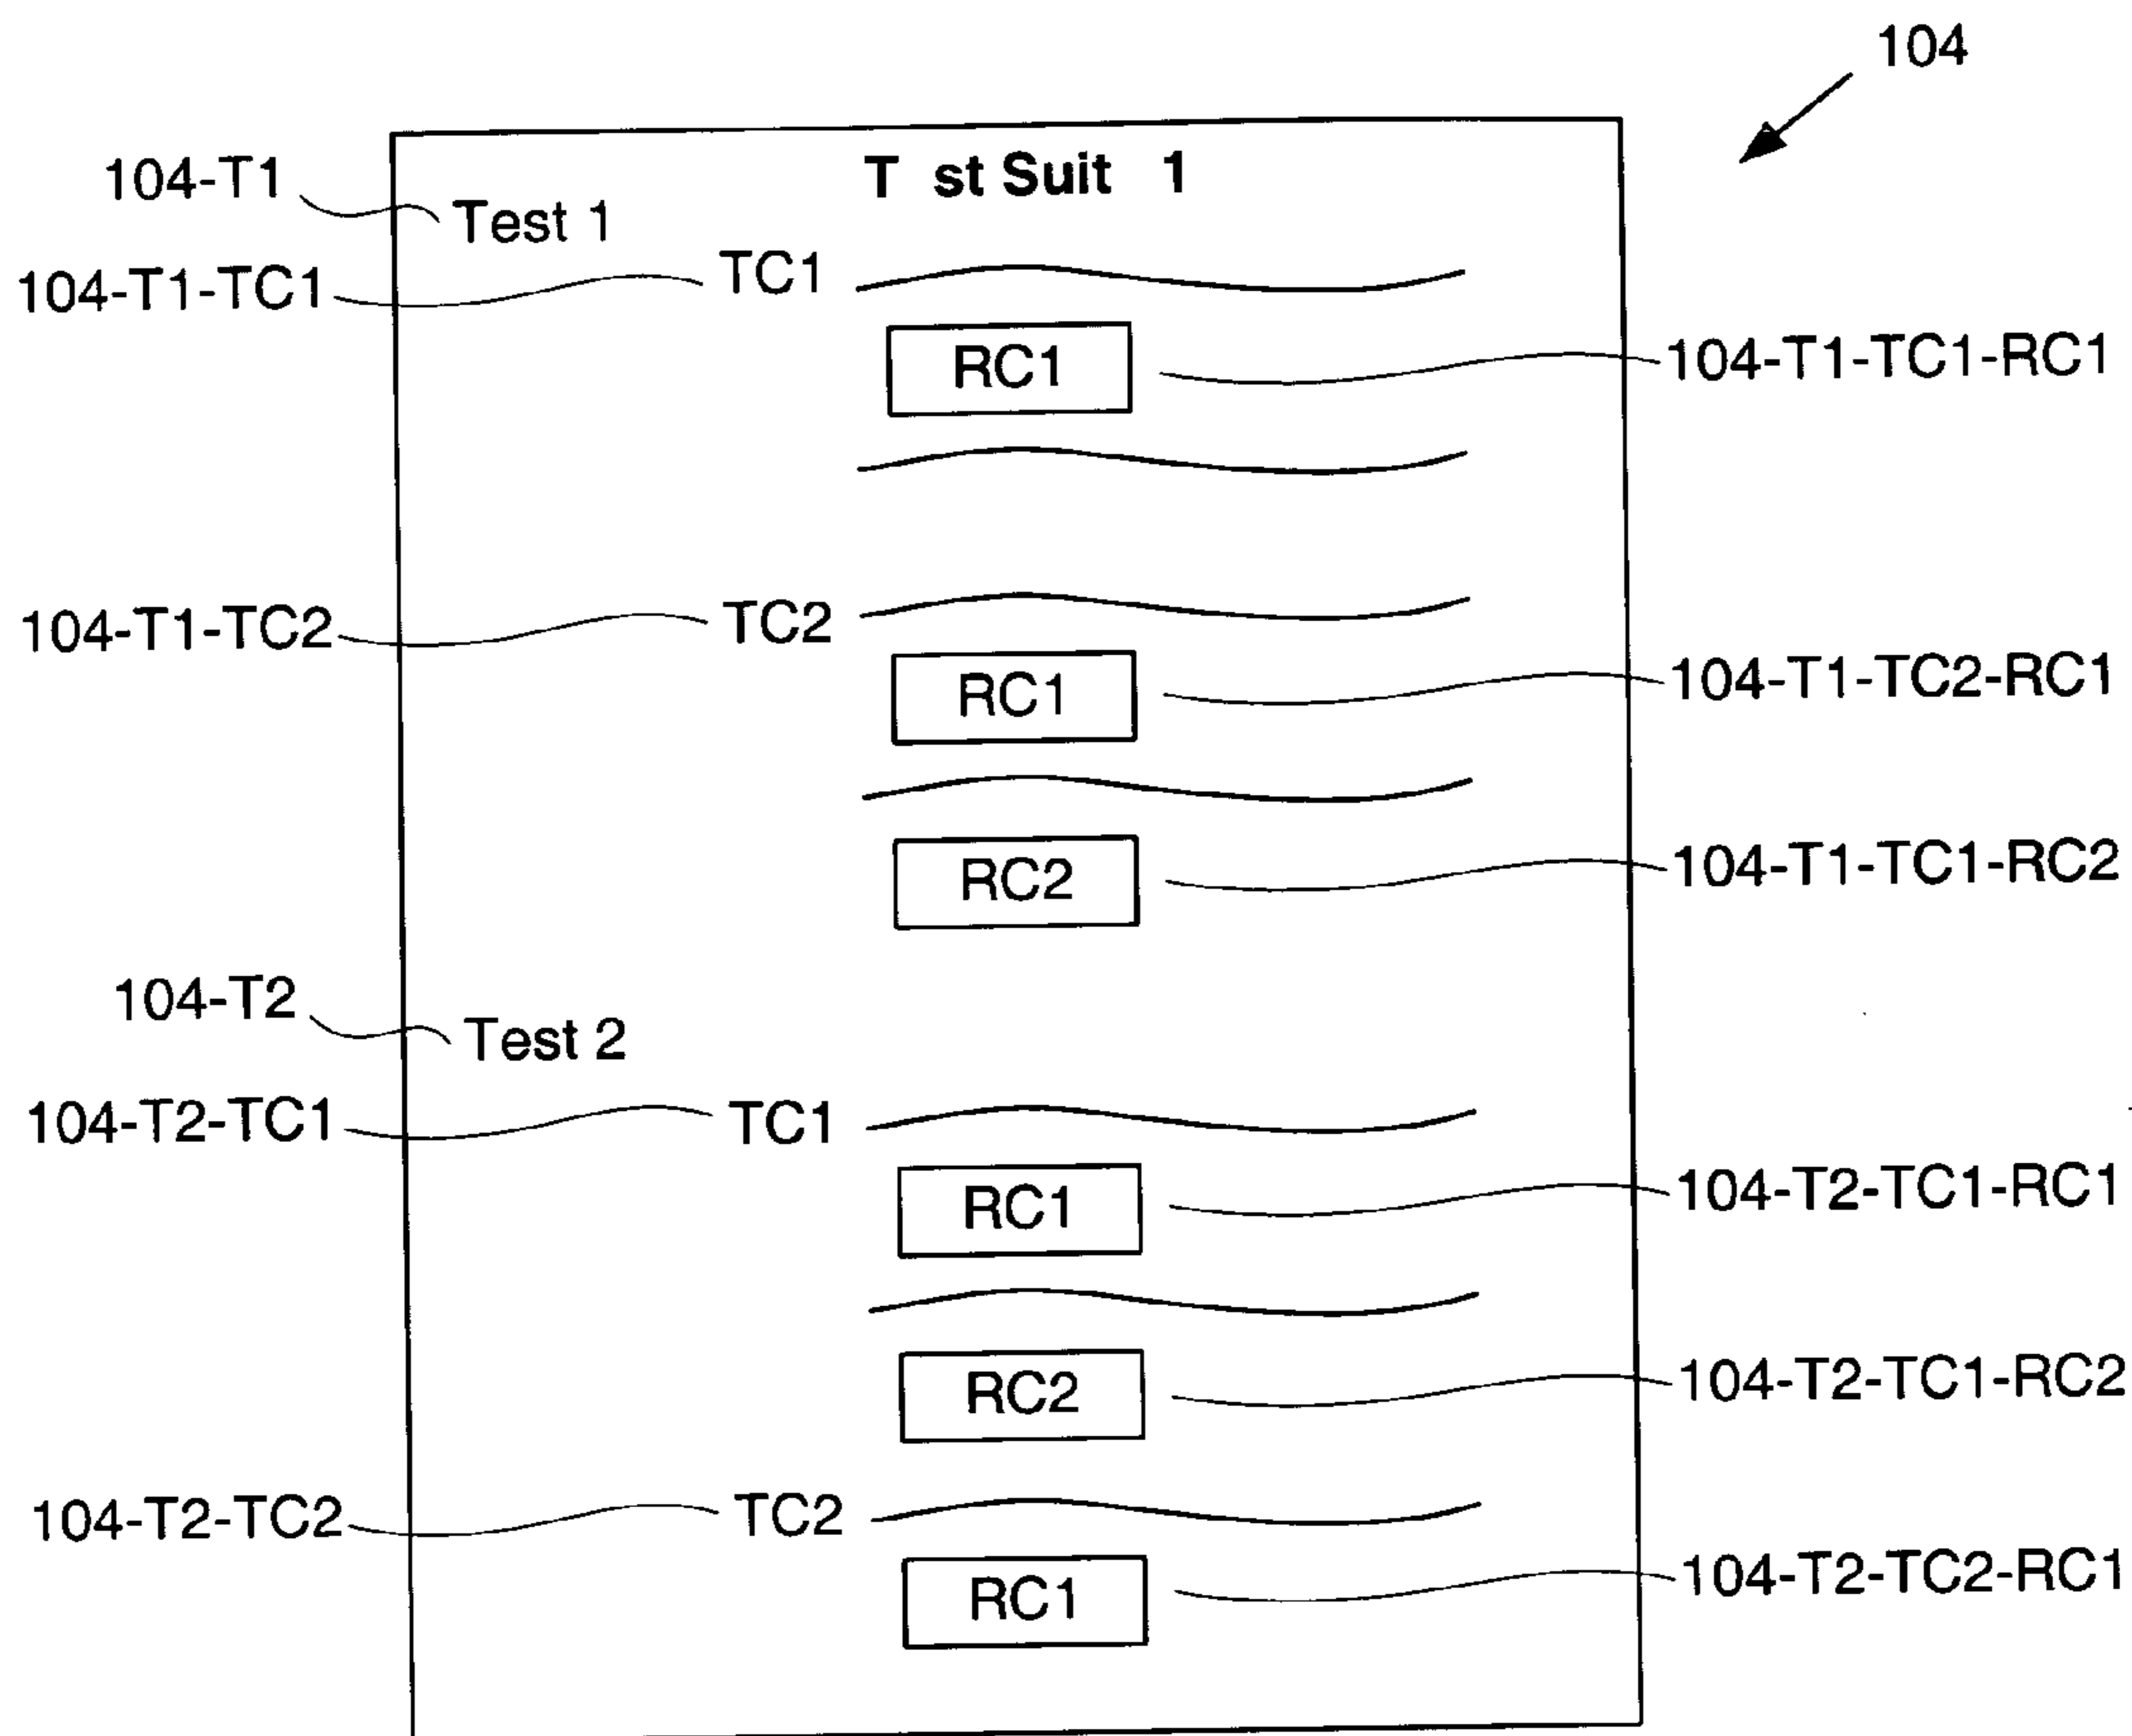 104
T st Suit 1
104-T1
Test 1
104-T1-TC1
TC1
RC1
104-T1-TC1-RC1
104-T1-TC2
TC2
RC1
104-T1-TC2-RC1
RC2
104-T1-TC1-RC2
104-T2
Test 2
104-T2-TC1
TC1
RC1
104-T2-TC1-RC1
RC2
104-T2-TC1-RC2
104-T2-TC2
TC2
RC1
104-T2-TC2-RC1